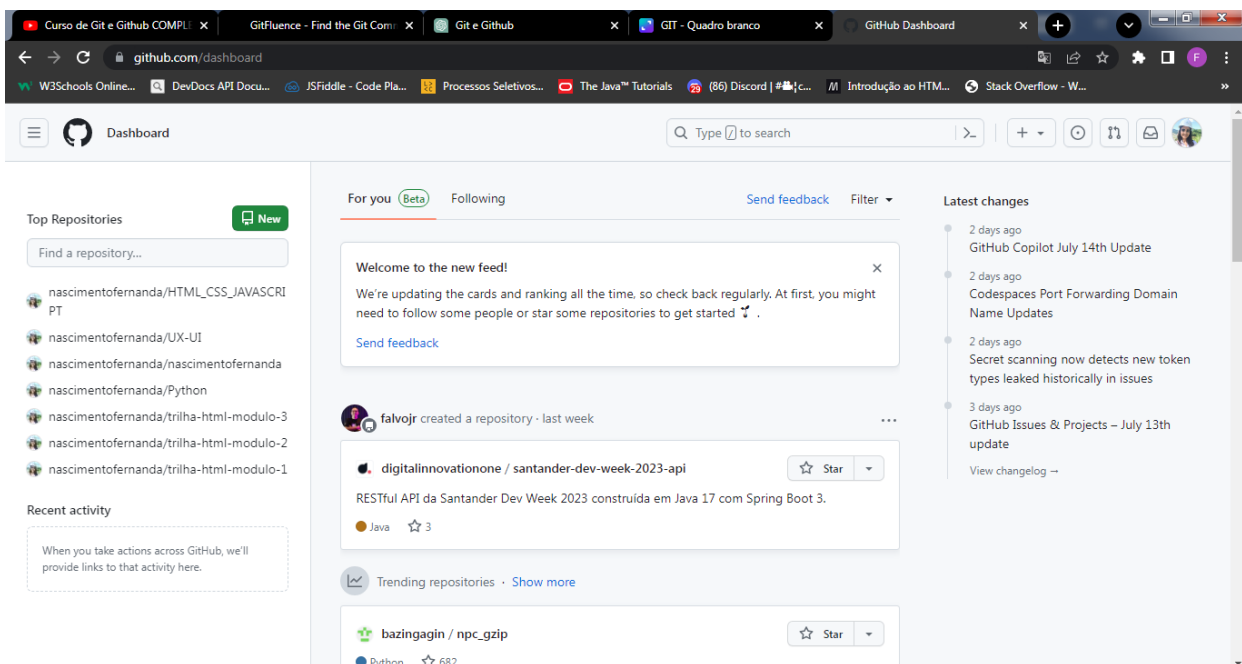 Curso de Git e Github COMPLE
GitFluence - Find the Git Comm
Git e Github
GIT - Quadro branco
GitHub Dashboard
github.com/dashboard
F
W3Schools Online...
DevDocs API Docu...
JSFiddle - Code Pla...
Processos Seletivos...
The Java™ Tutorials
(86) Discord | #
Introdução ao HTM...
Stack Overflow - W...
»
Dashboard
Type / to search
Top Repositories
New
Find a repository...
nascimentofernanda/HTML_CSS_JAVASCRI
PT
nascimentofernanda/UX-UI
nascimentofernanda/nascimentofernanda
nascimentofernanda/Python
nascimentofernanda/trilha-html-modulo-3
nascimentofernanda/trilha-html-modulo-2
nascimentofernanda/trilha-html-modulo-1
Recent activity
When you take actions across GitHub, we'll
provide links to that activity here.
For you Beta Following Send feedback Filter
Welcome to the new feed!
We're updating the cards and ranking all the time, so check back regularly. At first, you might
need to follow some people or star some repositories to get started .
Send feedback
falvojr created a repository · last week
digitalinnovationone / santander-dev-week-2023-api
Star
RESTful API da Santander Dev Week 2023 construída em Java 17 com Spring Boot 3.
Java 3
Trending repositories · Show more
bazingagin / npc_gzip
Star
Python 682
Latest changes
2 days ago
GitHub Copilot July 14th Update
2 days ago
Codespaces Port Forwarding Domain
Name Updates
2 days ago
Secret scanning now detects new token
types leaked historically in issues
3 days ago
GitHub Issues & Projects – July 13th
update
View changelog →